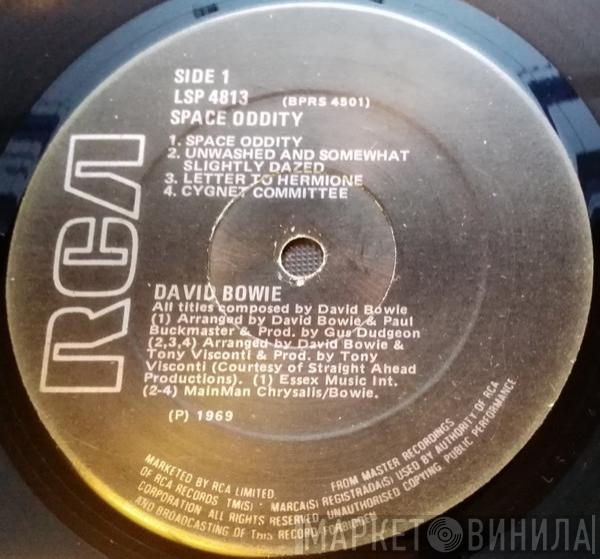 RCA
SIDE 1
LSP 4813 (BPRS 4801)
SPACE ODDITY
1. SPACE ODDITY
2. UNWASHED AND SOMEWHAT
SLIGHTLY DAZED
3. LETTER TO HERMIONE
4. CYGNET COMMITTEE
DAVID BOWIE
All titles composed by David Bowie
(1) Arranged by David Bowie & Paul
Buckmaster & Prod. by Gus Dudgeon
(2,3,4) Arranged by David Bowie &
Tony Visconti & Prod. by Tony
Visconti (Courtesy of Straight Ahead
Productions). (1) Essex Music Int.
(2-4) MainMan Chrysalis/Bowie.
(P) 1969
MARKETED BY RCA LIMITED. FROM MASTER RECORDINGS
OF RCA RECORDS TM(S) · MARCA(S) REGISTRADA(S) USED BY AUTHORITY OF RCA
CORPORATION ALL RIGHTS RESERVED. UNAUTHORISED COPYING PUBLIC PERFORMANCE
AND BROADCASTING OF THIS RECORD FORBIDDEN
МАРКЕТ ВИНИЛА